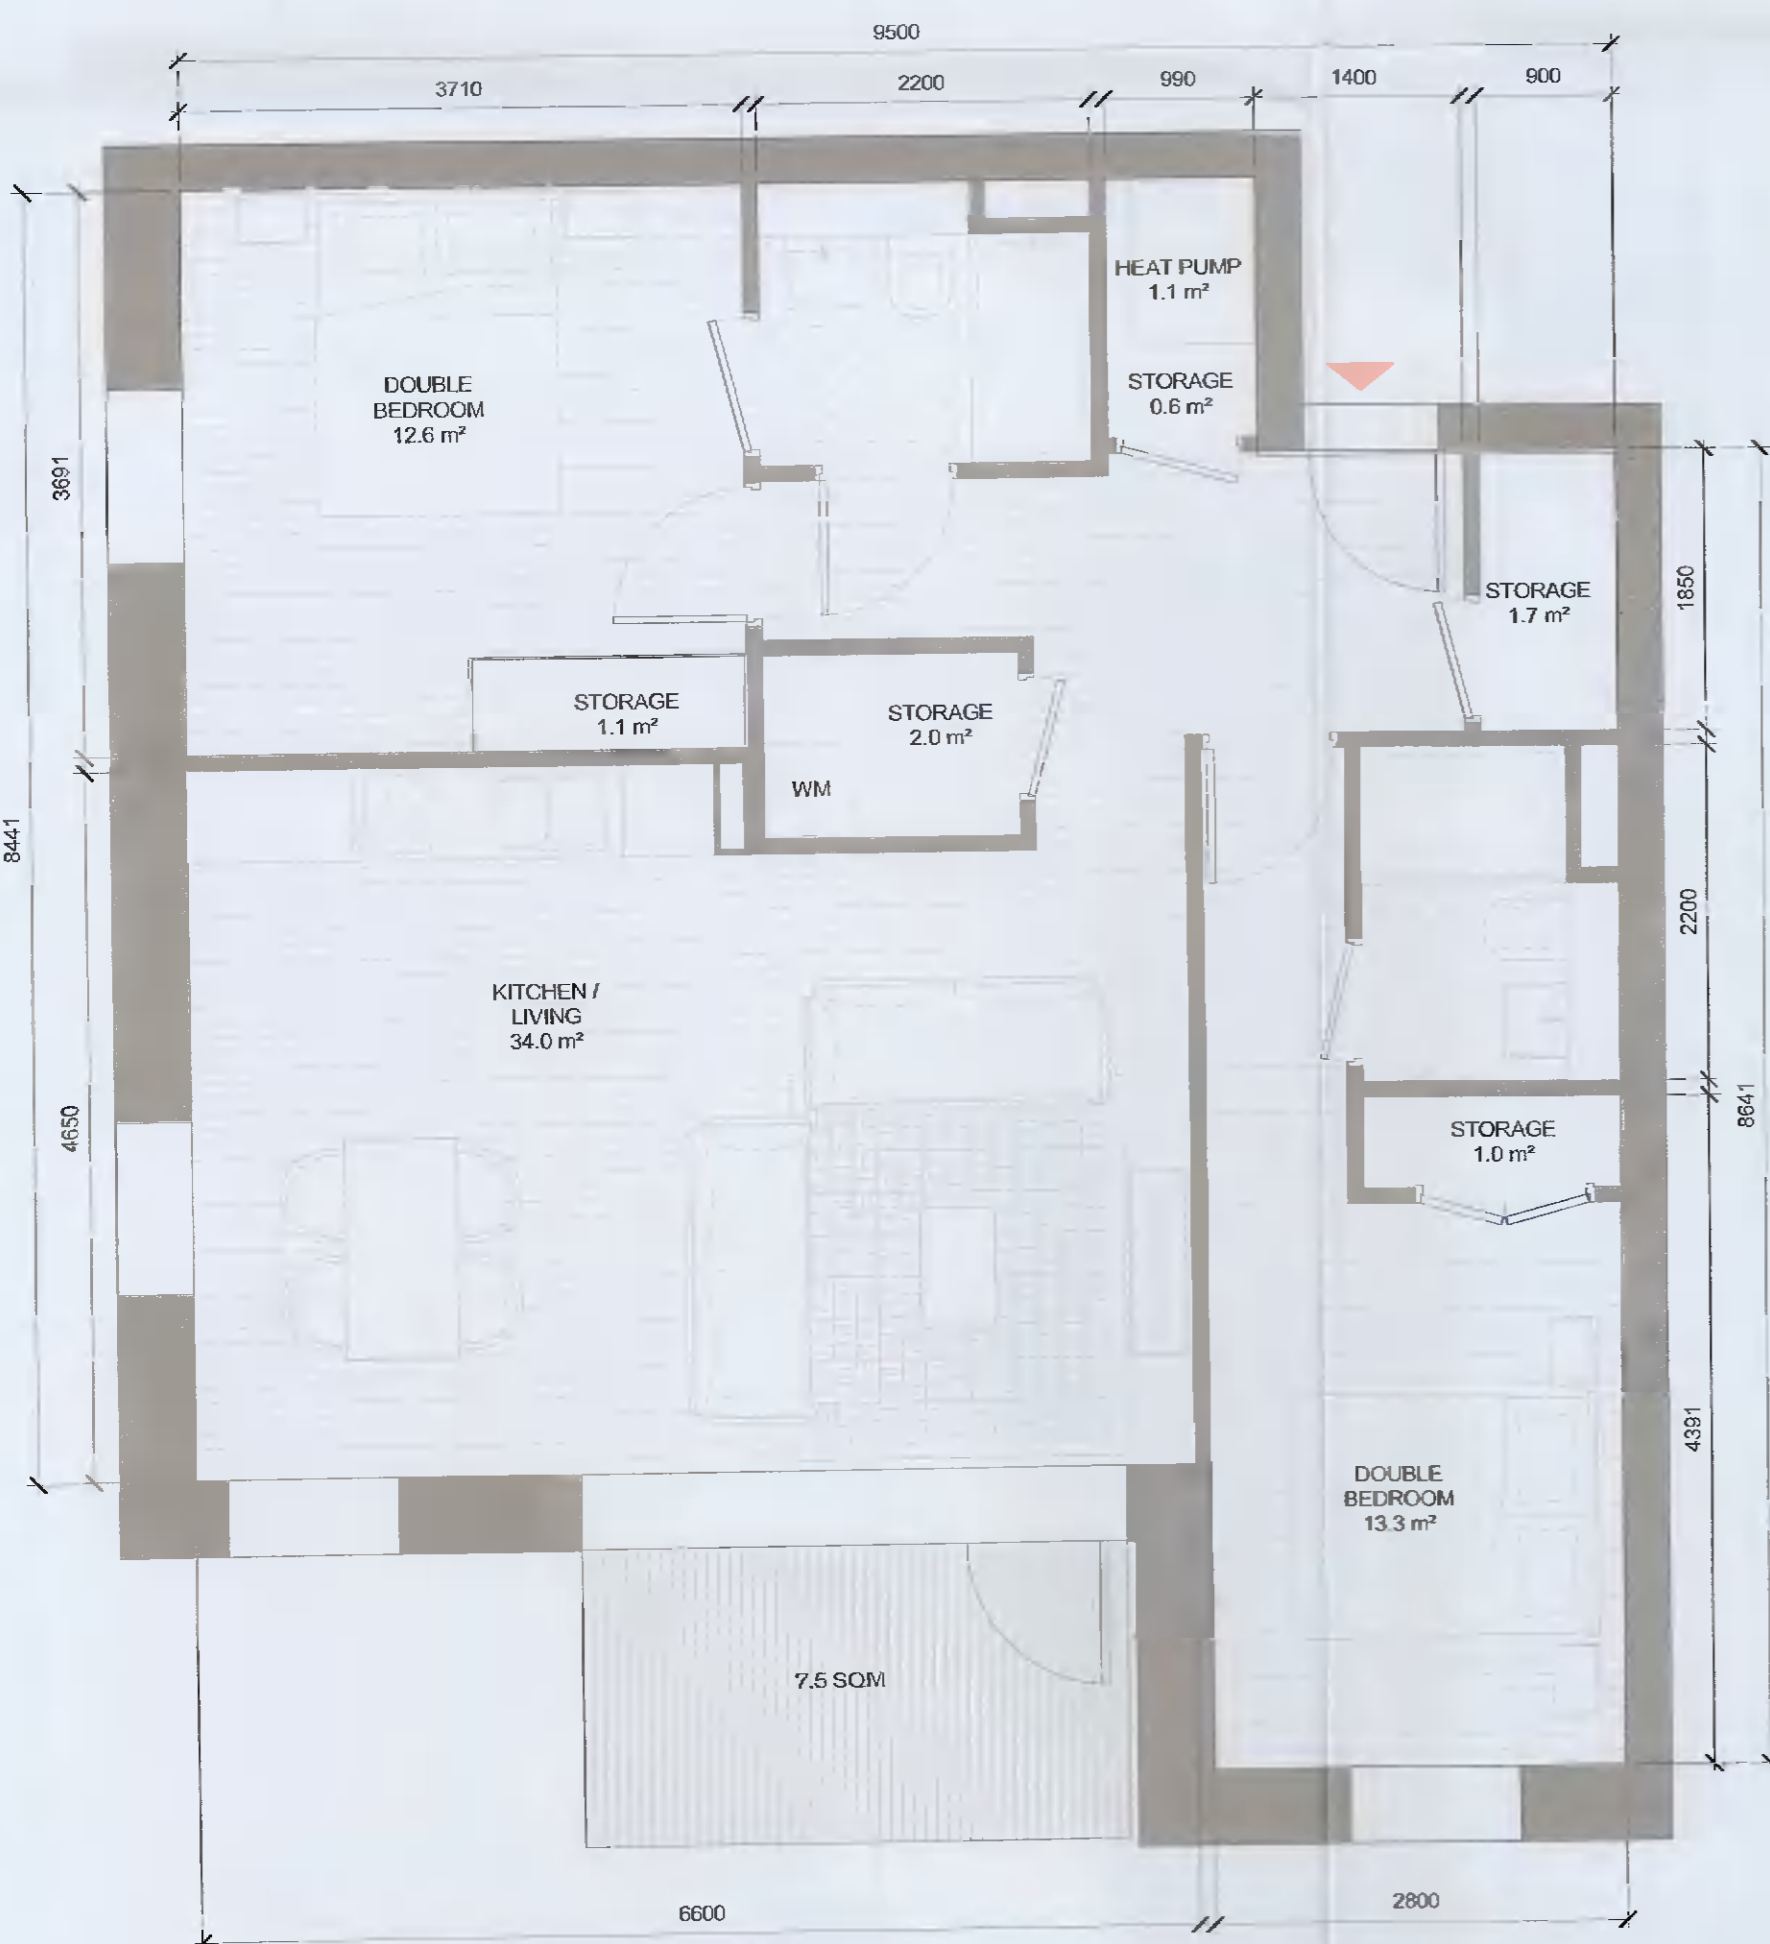 9500
3710
2200
990
1400
900
HEAT PUMP
1.1 m²
DOUBLE
BEDROOM
12.6 m²
STORAGE
0.6 m²
3691
8441
STORAGE
1.7 m²
1850
STORAGE
1.1 m²
STORAGE
2.0 m²
WM
2200
KITCHEN /
LIVING
34.0 m²
4650
8641
STORAGE
1.0 m²
4391
DOUBLE
BEDROOM
13.3 m²
7.5 SQM
6600
2800